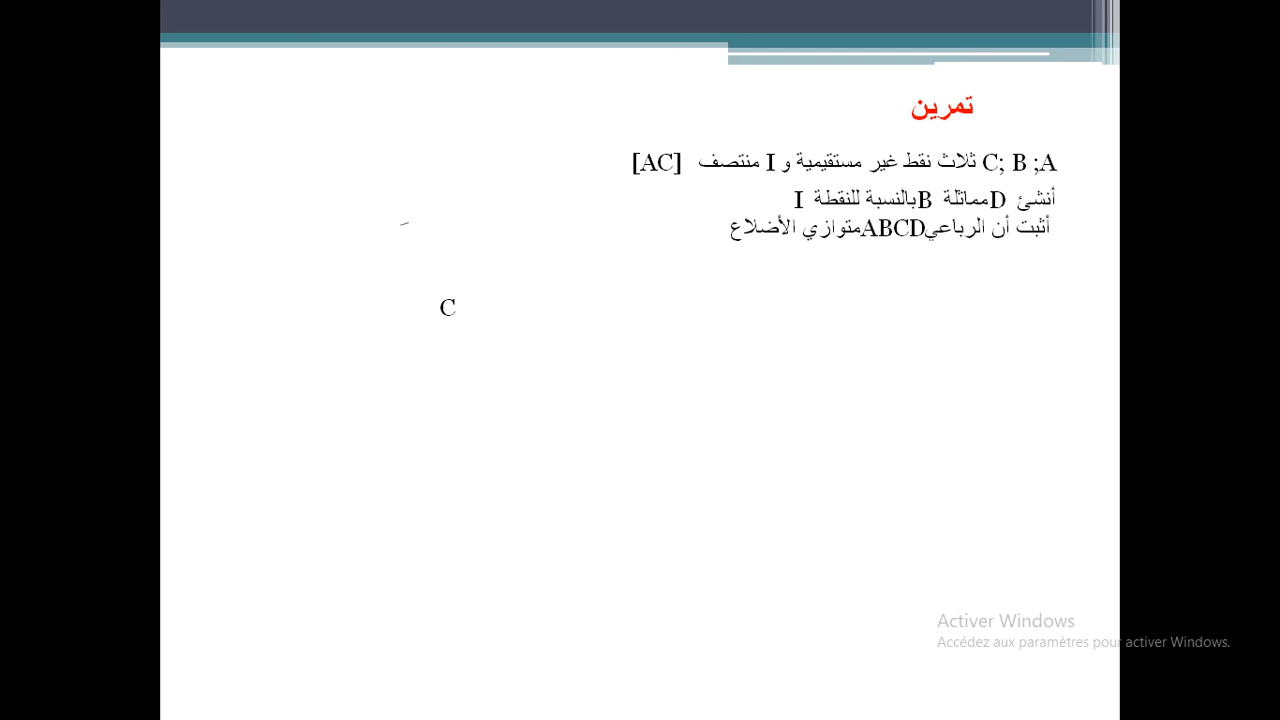 تمرين
C; B ;A ثلاث نقط غير مستقيمية و I منتصف [AC]
أنشئ D مماثلة B بالنسبة للنقطة I
أثبت أن الرباعي ABCD متوازي الأضلاع
C
Activer Windows
Accédez aux paramètres pour activer Windows.